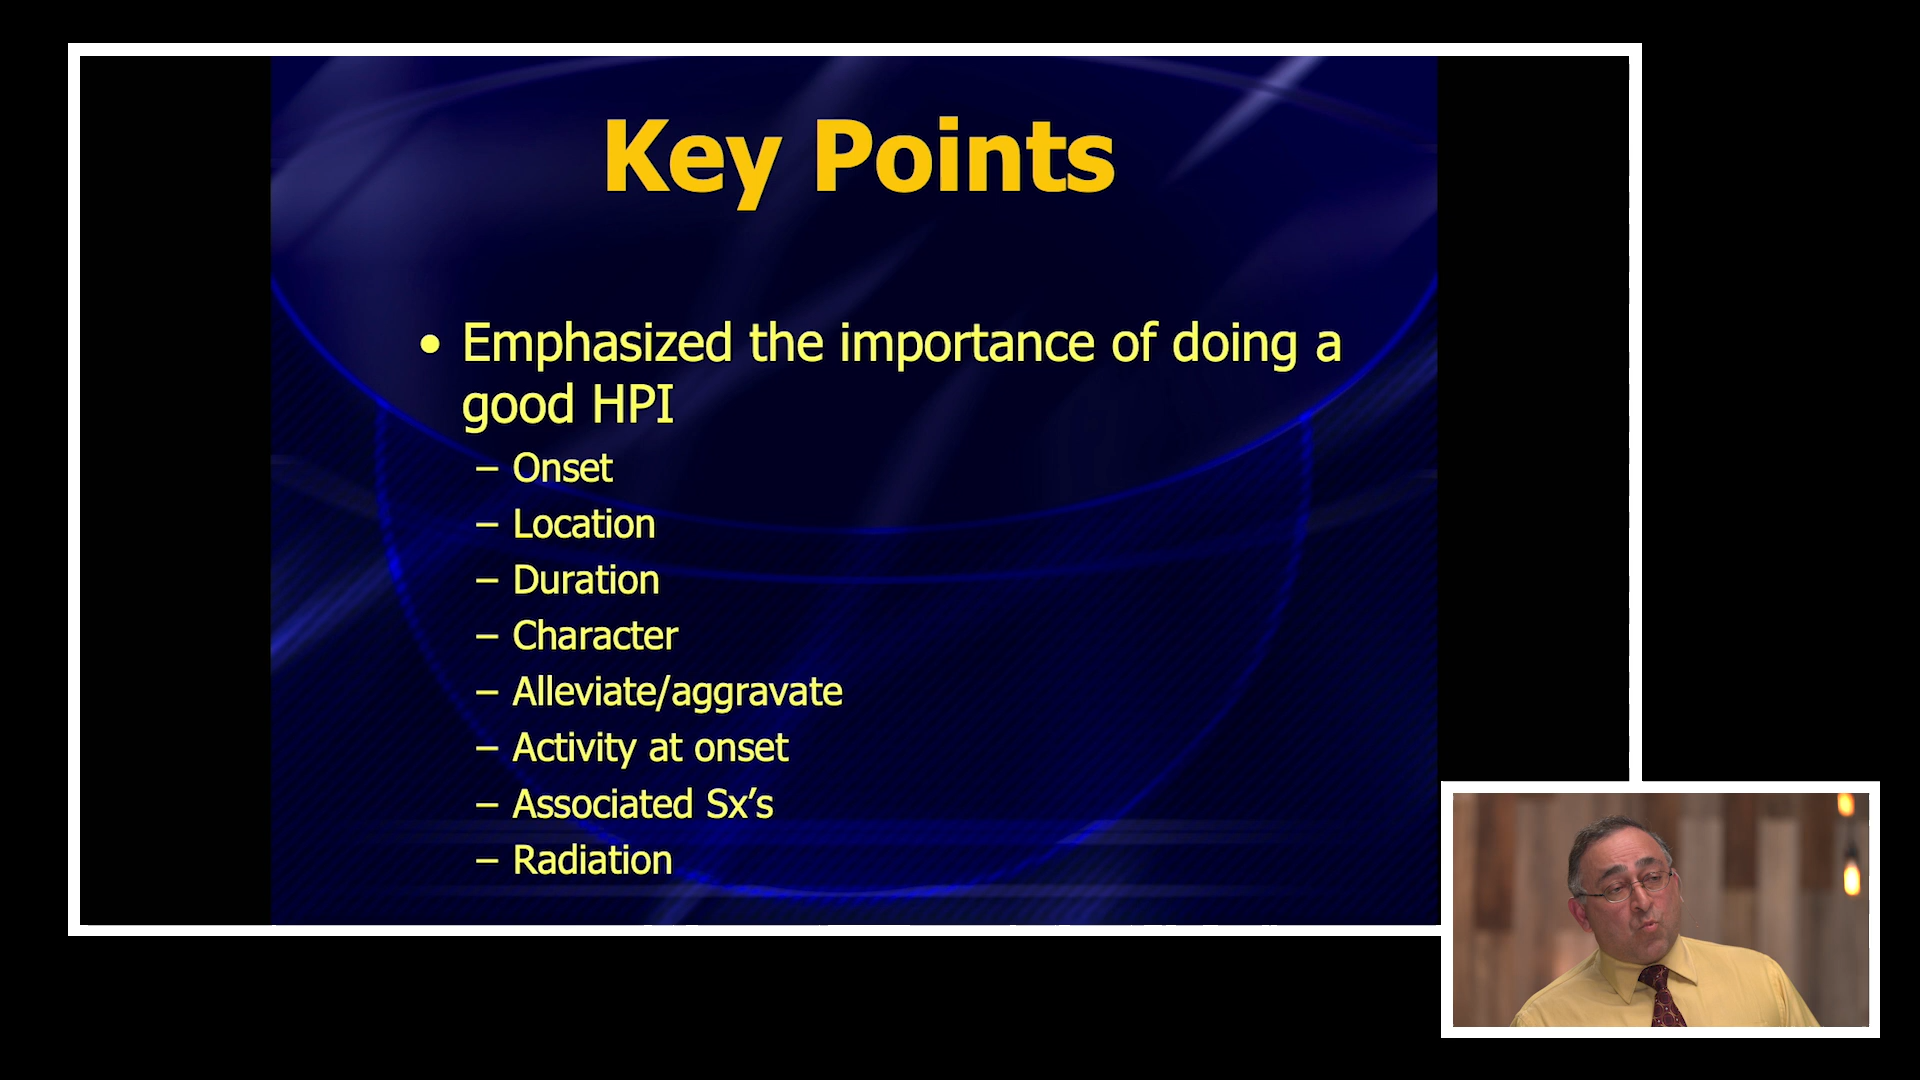 Key Points
• Emphasized the importance of doing a
good HPI
– Onset
– Location
– Duration
– Character
– Alleviate/aggravate
– Activity at onset
– Associated Sx’s
– Radiation